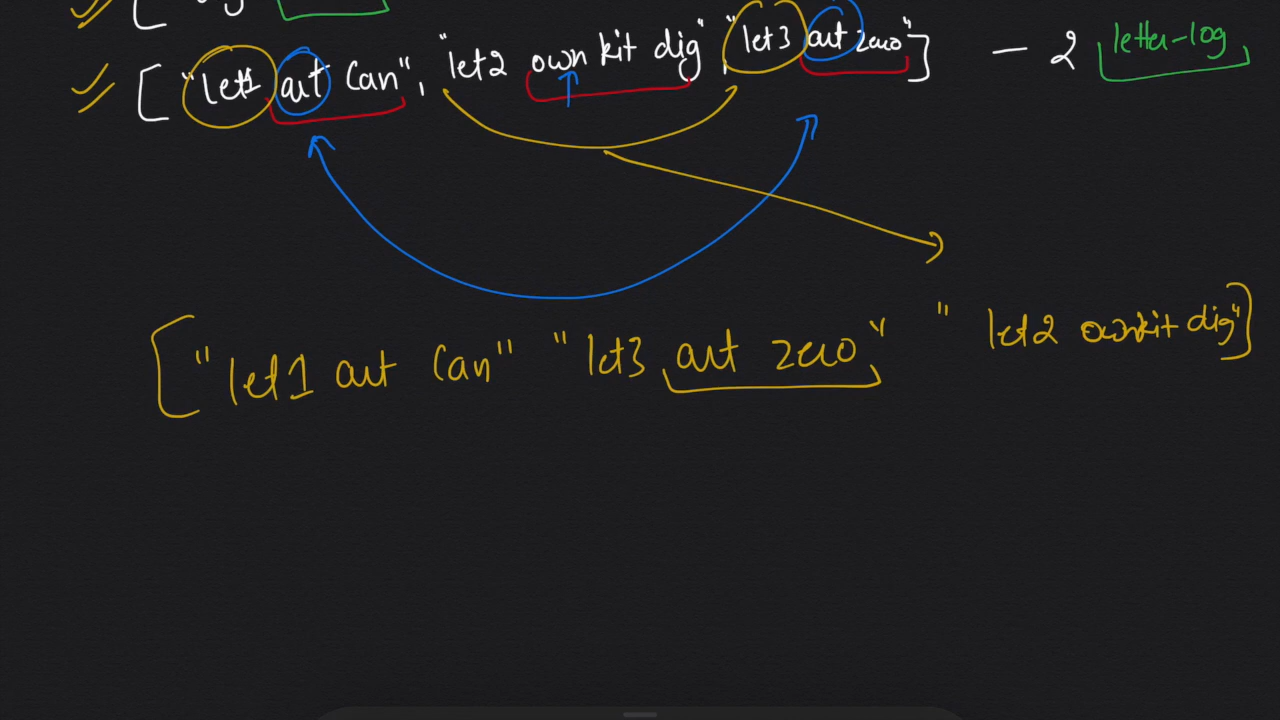 ["let1 art Can", "let2 own kit dig", "let3 art zero"] - 2 letter-log
["let1 art Can" "let3 art zero" "let2 own kit dig"]